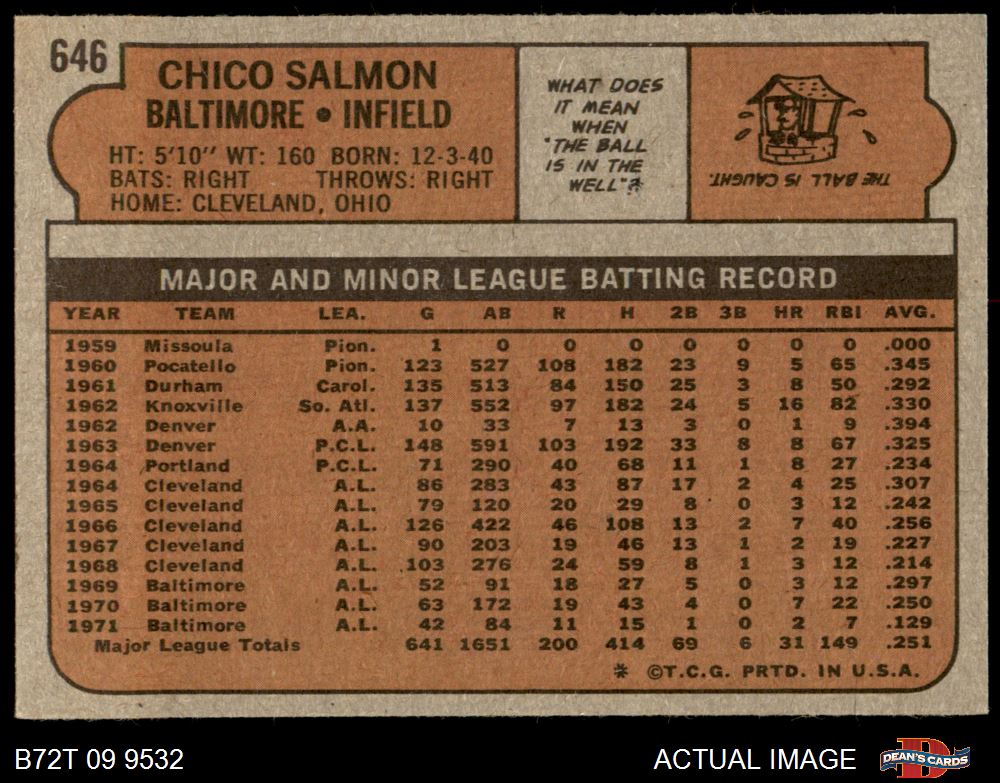 646
CHICO SALMON
BALTIMORE • INFIELD
HT: 5'10" WT: 160 BORN: 12-3-40
BATS: RIGHT THROWS: RIGHT
HOME: CLEVELAND, OHIO
WHAT DOES
IT MEAN
WHEN
"THE BALL
IS IN THE
WELL"?
THE BALL IS CAUGHT.
MAJOR AND MINOR LEAGUE BATTING RECORD
YEAR TEAM LEA. G AB R H 2B 3B HR RBI AVG.
1959 Missoula Pion. 1 0 0 0 0 0 0 0 .000
1960 Pocatello Pion. 123 527 108 182 23 9 5 65 .345
1961 Durham Carol. 135 513 84 150 25 3 8 50 .292
1962 Knoxville So. Atl. 137 552 97 182 24 5 16 82 .330
1962 Denver A.A. 10 33 7 13 3 0 1 9 .394
1963 Denver P.C.L. 148 591 103 192 33 8 8 67 .325
1964 Portland P.C.L. 71 290 40 68 11 1 8 27 .234
1964 Cleveland A.L. 86 283 43 87 17 2 4 25 .307
1965 Cleveland A.L. 79 120 20 29 8 0 3 12 .242
1966 Cleveland A.L. 126 422 46 108 13 2 7 40 .256
1967 Cleveland A.L. 90 203 19 46 13 1 2 19 .227
1968 Cleveland A.L. 103 276 24 59 8 1 3 12 .214
1969 Baltimore A.L. 52 91 18 27 5 0 3 12 .297
1970 Baltimore A.L. 63 172 19 43 4 0 7 22 .250
1971 Baltimore A.L. 42 84 11 15 1 0 2 7 .129
Major League Totals 641 1651 200 414 69 6 31 149 .251
* ©T.C.G. PRTD. IN U.S.A.
B72T 09 9532 ACTUAL IMAGE DEAN'S CARDS